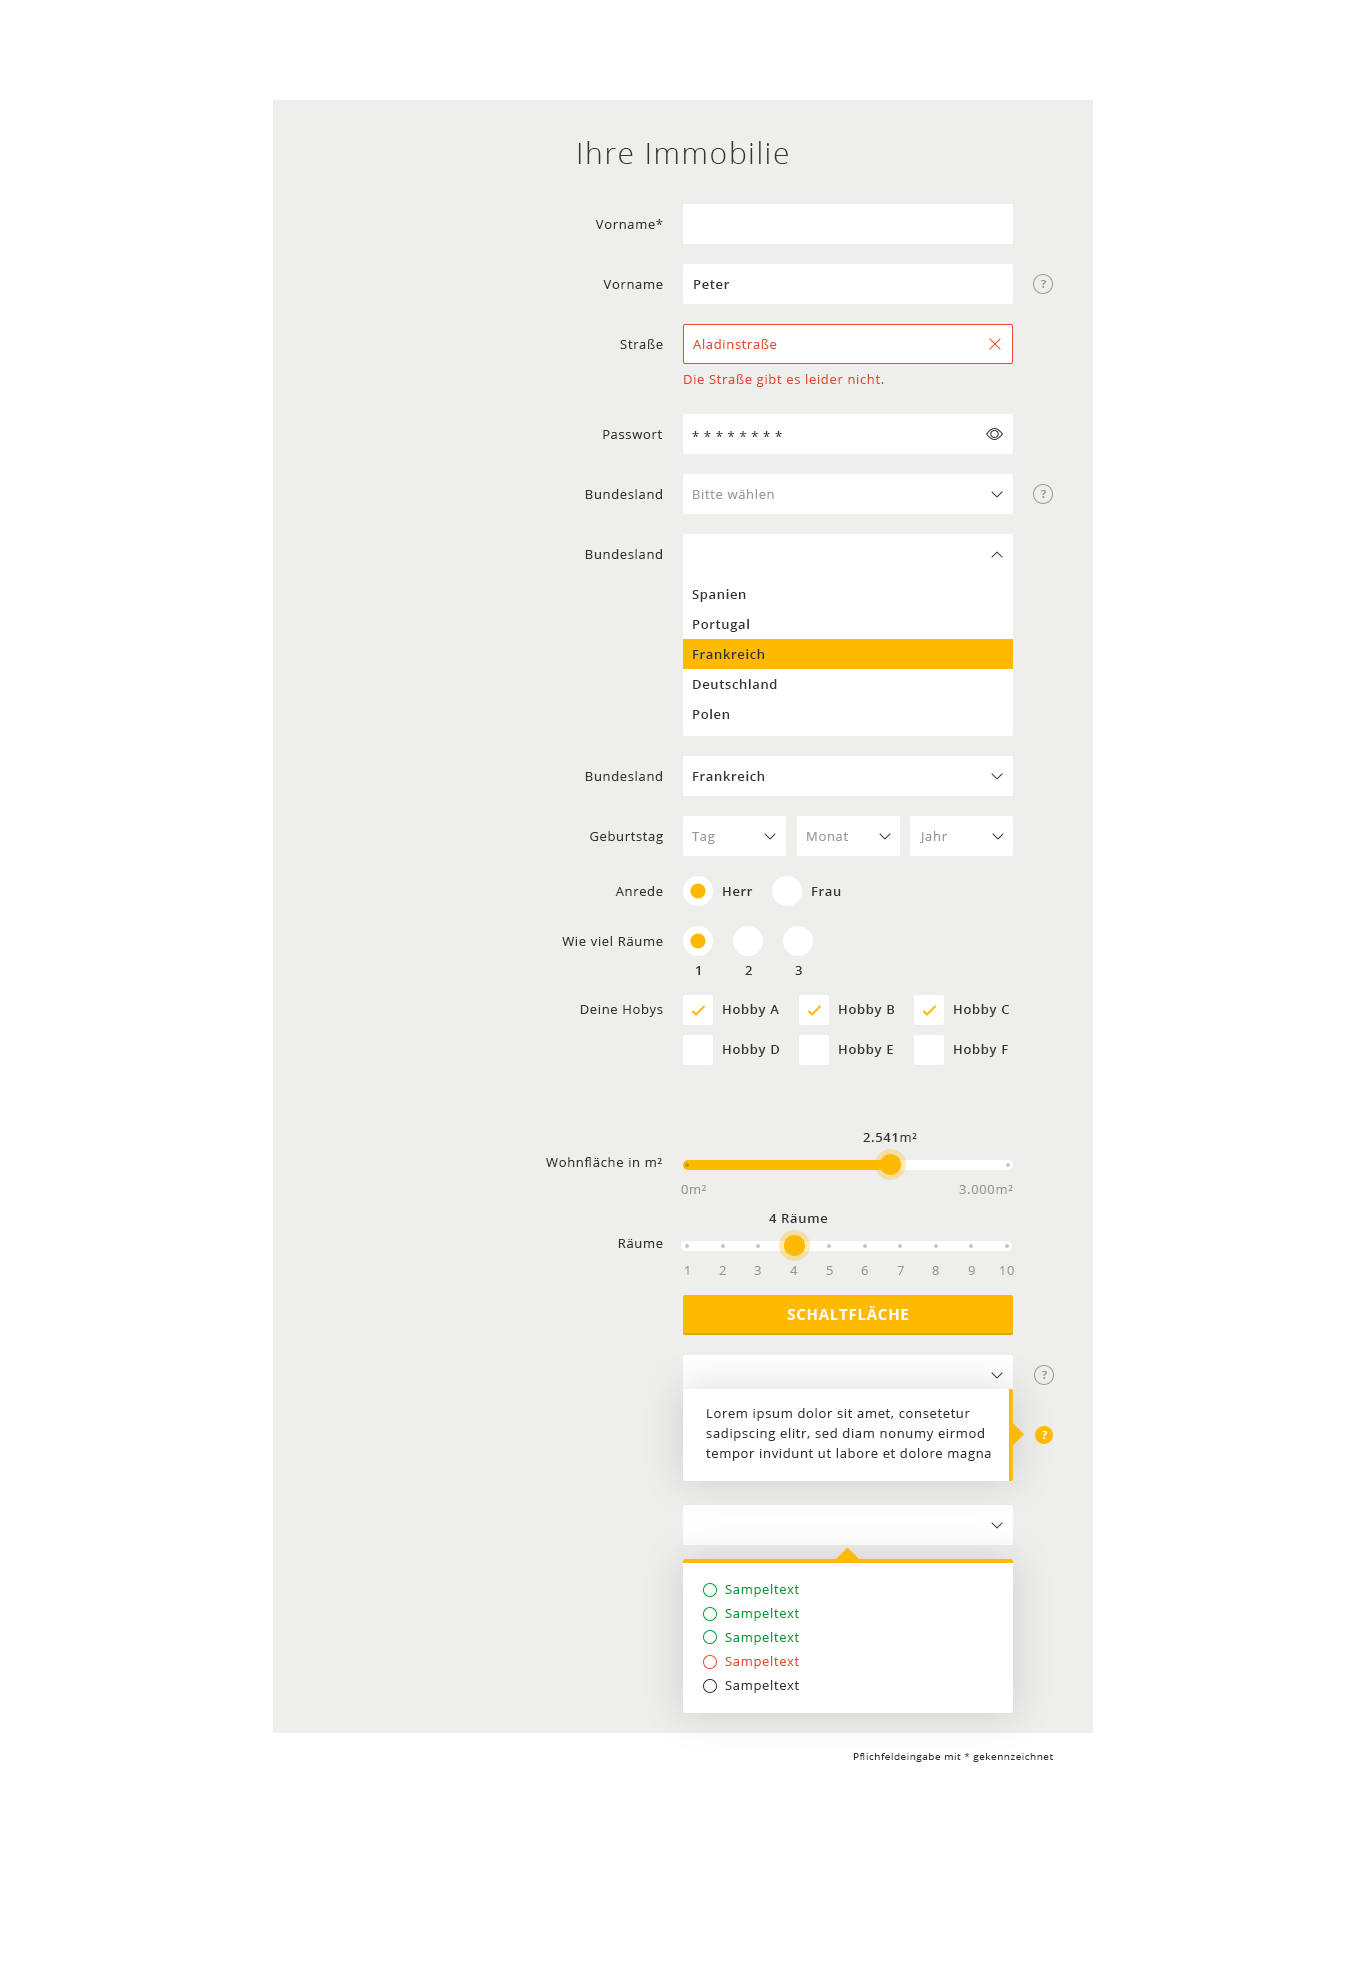 Ihre Immobilie
Vorname*
Vorname Peter ?
Straße Aladinstraße
Die Straße gibt es leider nicht.
Passwort * * * * * * * *
Bundesland Bitte wählen ?
Bundesland
Spanien
Portugal
Frankreich
Deutschland
Polen
Bundesland Frankreich
Geburtstag Tag Monat Jahr
Anrede Herr Frau
Wie viel Räume
1 2 3
Deine Hobys Hobby A Hobby B Hobby C
Hobby D Hobby E Hobby F
2.541m²
Wohnfläche in m²
0m² 3.000m²
4 Räume
Räume
1 2 3 4 5 6 7 8 9 10
SCHALTFLÄCHE
?
Lorem ipsum dolor sit amet, consetetur
sadipscing elitr, sed diam nonumy eirmod ?
tempor invidunt ut labore et dolore magna
Sampeltext
Sampeltext
Sampeltext
Sampeltext
Sampeltext
Pflichfeldeingabe mit * gekennzeichnet